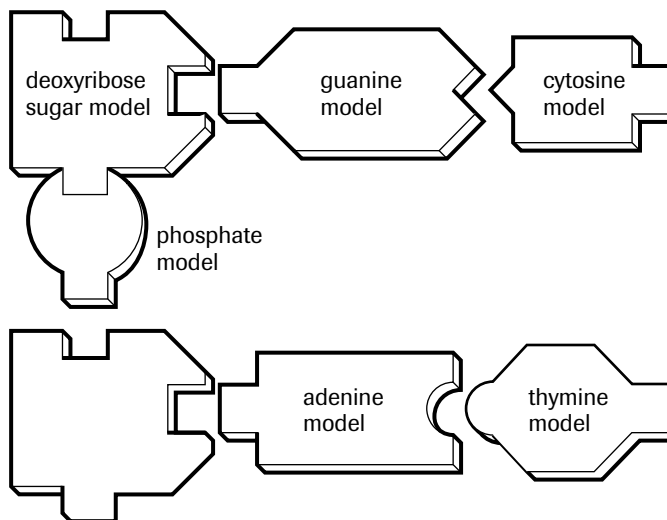 deoxyribose
sugar model
guanine
model
cytosine
model
phosphate
model
adenine
model
thymine
model